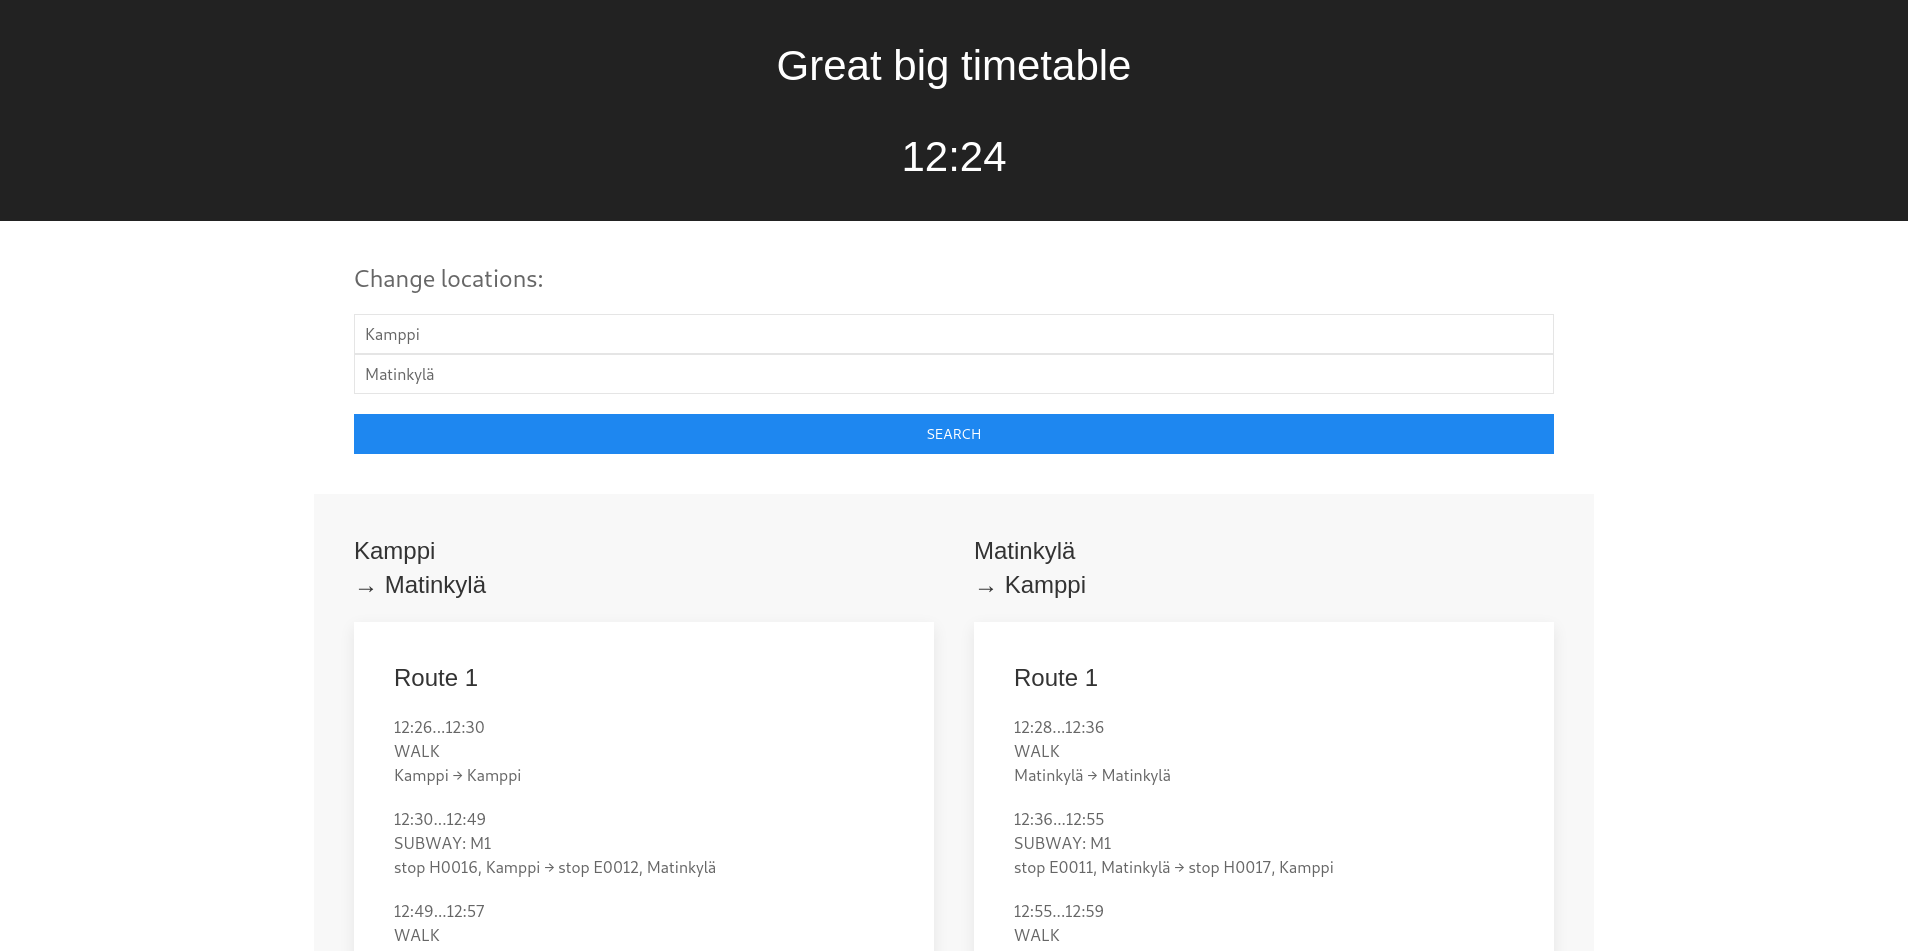 Great big timetable
12:24
Change locations:
Kamppi
Matinkylä
SEARCH
Kamppi
→ Matinkylä
Route 1
12:26...12:30
WALK
Kamppi → Kamppi
12:30...12:49
SUBWAY: M1
stop H0016, Kamppi → stop E0012, Matinkylä
12:49...12:57
WALK
Matinkylä
→ Kamppi
Route 1
12:28...12:36
WALK
Matinkylä → Matinkylä
12:36...12:55
SUBWAY: M1
stop E0011, Matinkylä → stop H0017, Kamppi
12:55...12:59
WALK